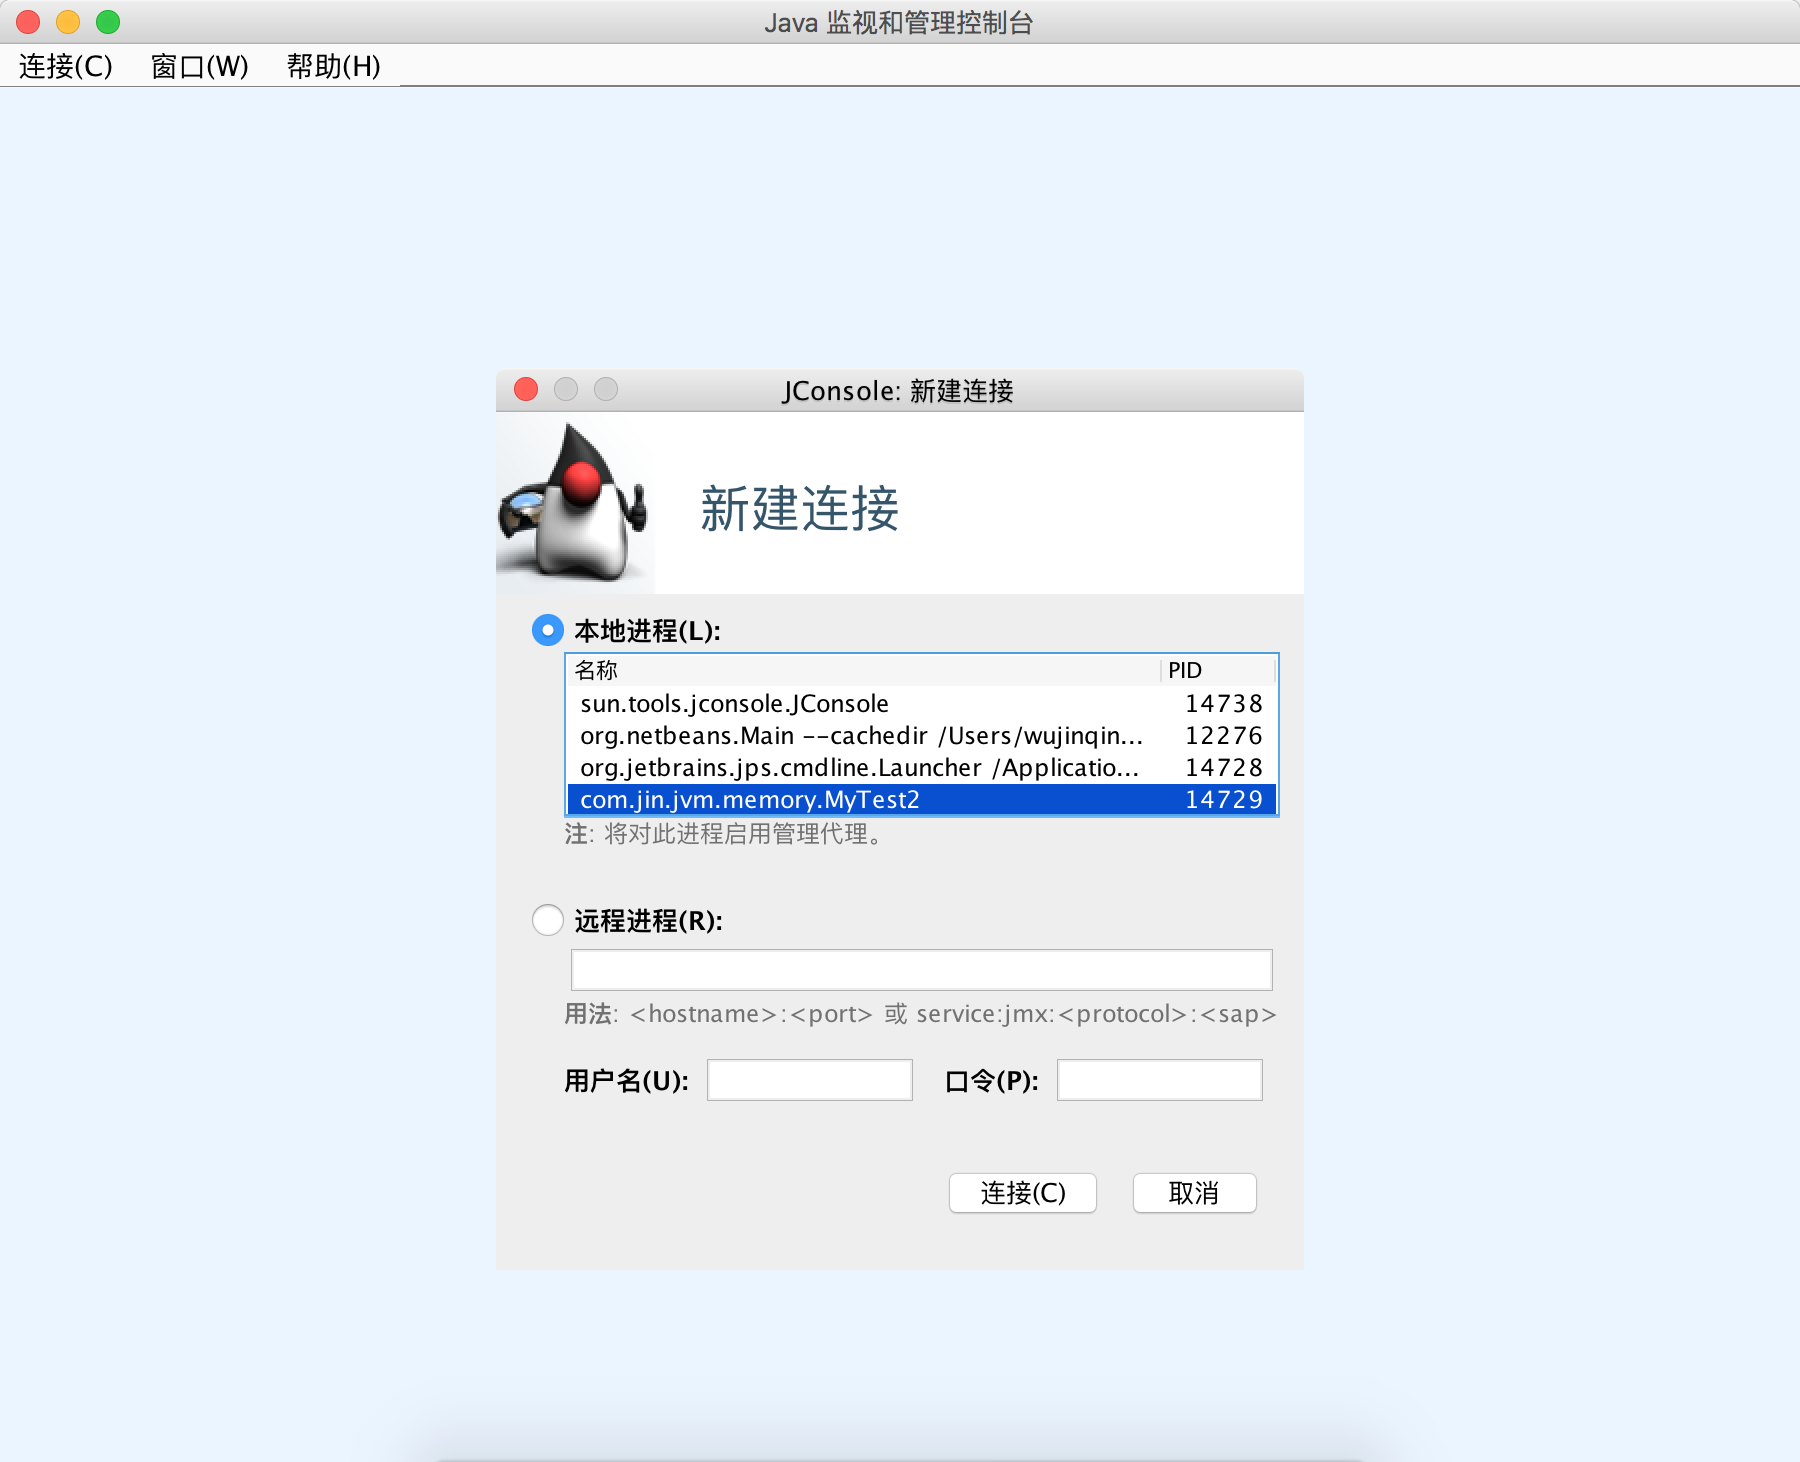 Java 监视和管理控制台
连接(C) 窗口(W) 帮助(H)
JConsole: 新建连接
新建连接
本地进程(L):
名称 PID
sun.tools.jconsole.JConsole 14738
org.netbeans.Main --cachedir /Users/wujinqin... 12276
org.jetbrains.jps.cmdline.Launcher /Applicatio... 14728
com.jin.jvm.memory.MyTest2 14729
注: 将对此进程启用管理代理。
远程进程(R):
用法: <hostname>:<port> 或 service:jmx:<protocol>:<sap>
用户名(U): 口令(P):
连接(C) 取消